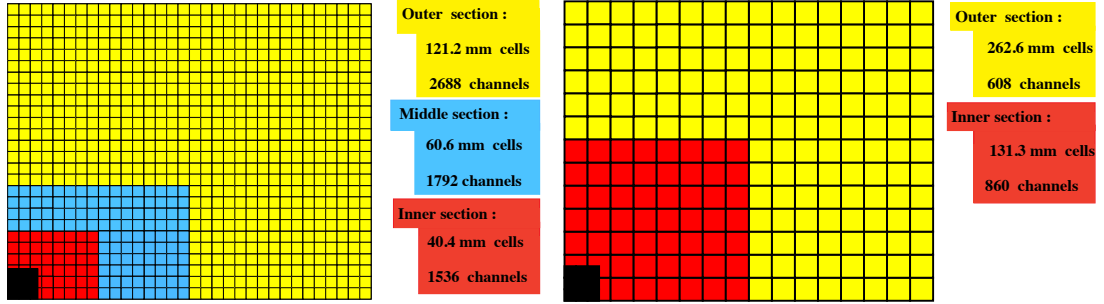 Outer section :
121.2 mm cells
2688 channels
Middle section :
60.6 mm cells
1792 channels
Inner section :
40.4 mm cells
1536 channels
Outer section :
262.6 mm cells
608 channels
Inner section :
131.3 mm cells
860 channels